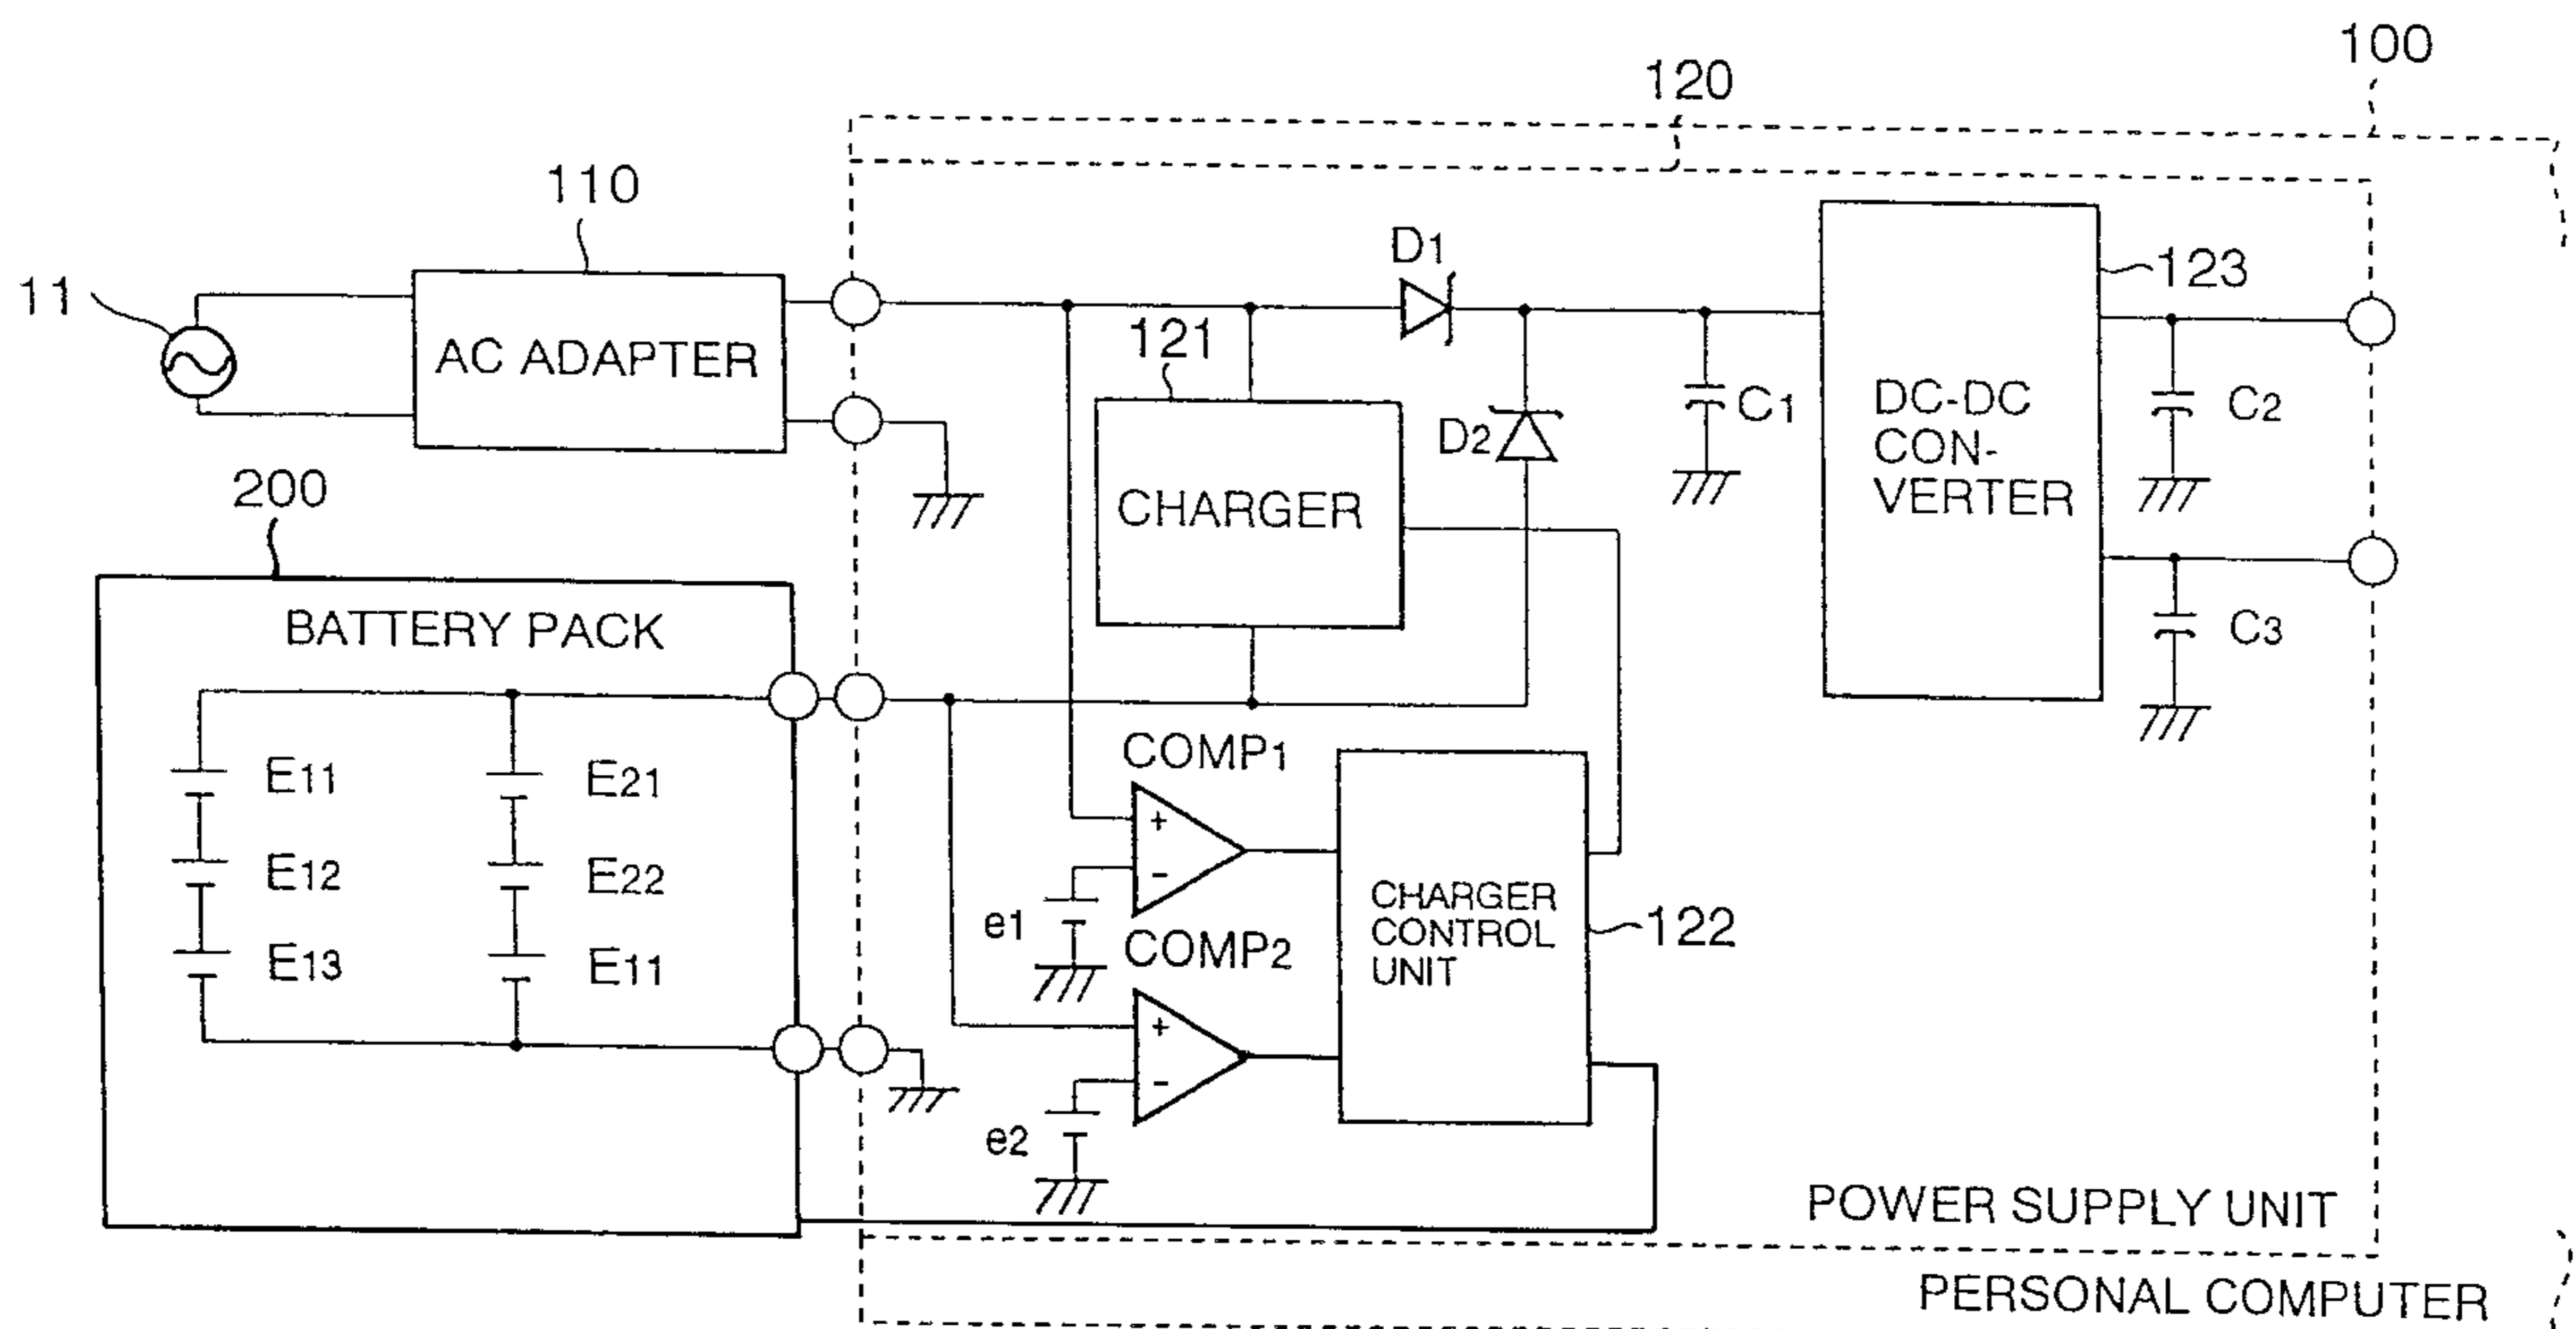 100
120
110
11
AC ADAPTER
D1
121
123
D2
C1
C2
CHARGER
DC-DC
CON-
VERTER
200
BATTERY PACK
C3
E11
E21
E12
E22
E13
E11
COMP1
+
-
e1
COMP2
+
-
e2
CHARGER
CONTROL
UNIT
122
POWER SUPPLY UNIT
PERSONAL COMPUTER